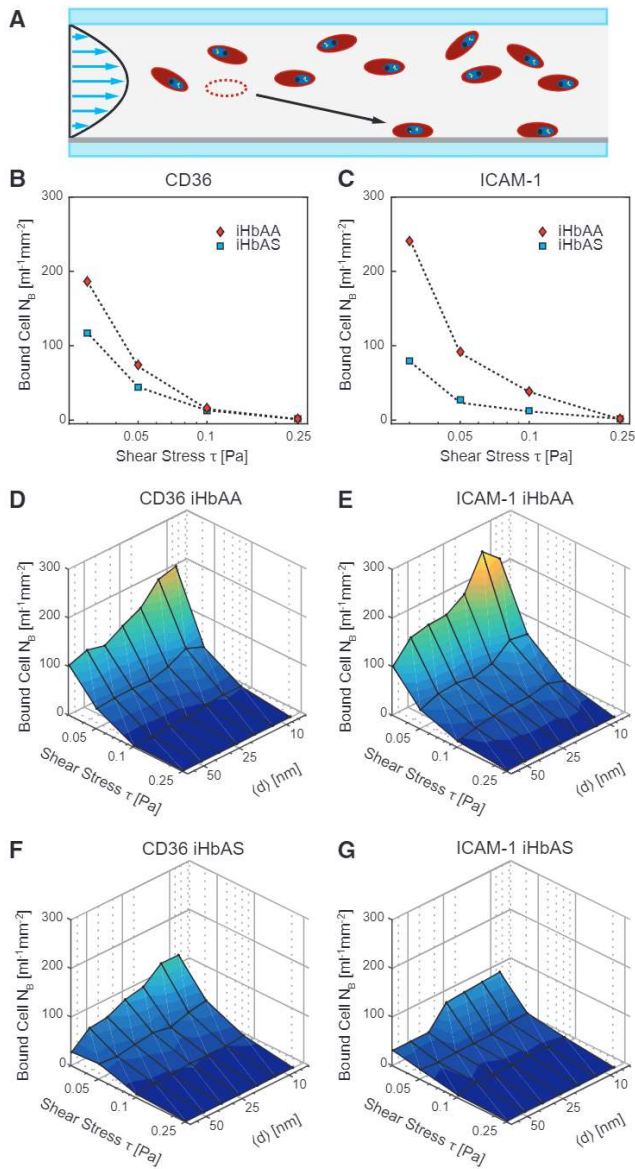 A
B
CD36
Bound Cell N_B [ml⁻¹mm⁻²]
300
200
100
0
iHbAA
iHbAS
0.05
0.1
0.25
Shear Stress τ [Pa]
C
ICAM-1
Bound Cell N_B [ml⁻¹mm⁻²]
300
200
100
0
iHbAA
iHbAS
0.05
0.1
0.25
Shear Stress τ [Pa]
D
CD36 iHbAA
Bound Cell N_B [ml⁻¹mm⁻²]
300
200
100
0
0.05
0.1
0.25
Shear Stress τ [Pa]
50
25
10
⟨d⟩ [nm]
E
ICAM-1 iHbAA
Bound Cell N_B [ml⁻¹mm⁻²]
300
200
100
0
0.05
0.1
0.25
Shear Stress τ [Pa]
50
25
10
⟨d⟩ [nm]
F
CD36 iHbAS
Bound Cell N_B [ml⁻¹mm⁻²]
300
200
100
0
0.05
0.1
0.25
Shear Stress τ [Pa]
50
25
10
⟨d⟩ [nm]
G
ICAM-1 iHbAS
Bound Cell N_B [ml⁻¹mm⁻²]
300
200
100
0
0.05
0.1
0.25
Shear Stress τ [Pa]
50
25
10
⟨d⟩ [nm]